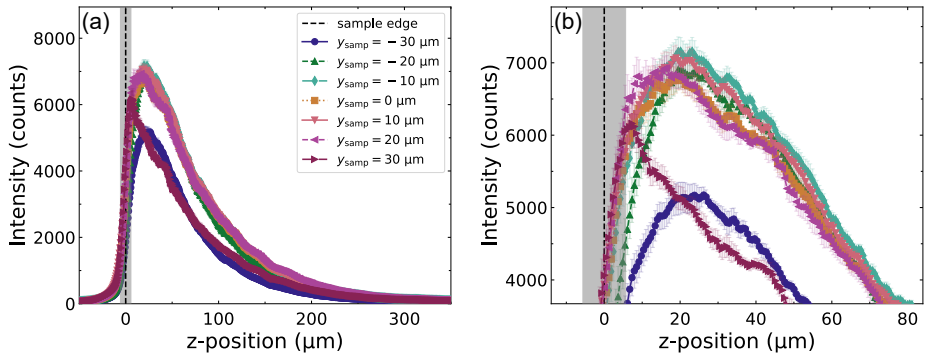 (a)
Intensity (counts)
8000
6000
4000
2000
0
0
100
200
300
z-position (μm)
sample edge
y_samp = − 30 μm
y_samp = − 20 μm
y_samp = − 10 μm
y_samp = 0 μm
y_samp = 10 μm
y_samp = 20 μm
y_samp = 30 μm
(b)
Intensity (counts)
7000
6000
5000
4000
0
20
40
60
80
z-position (μm)